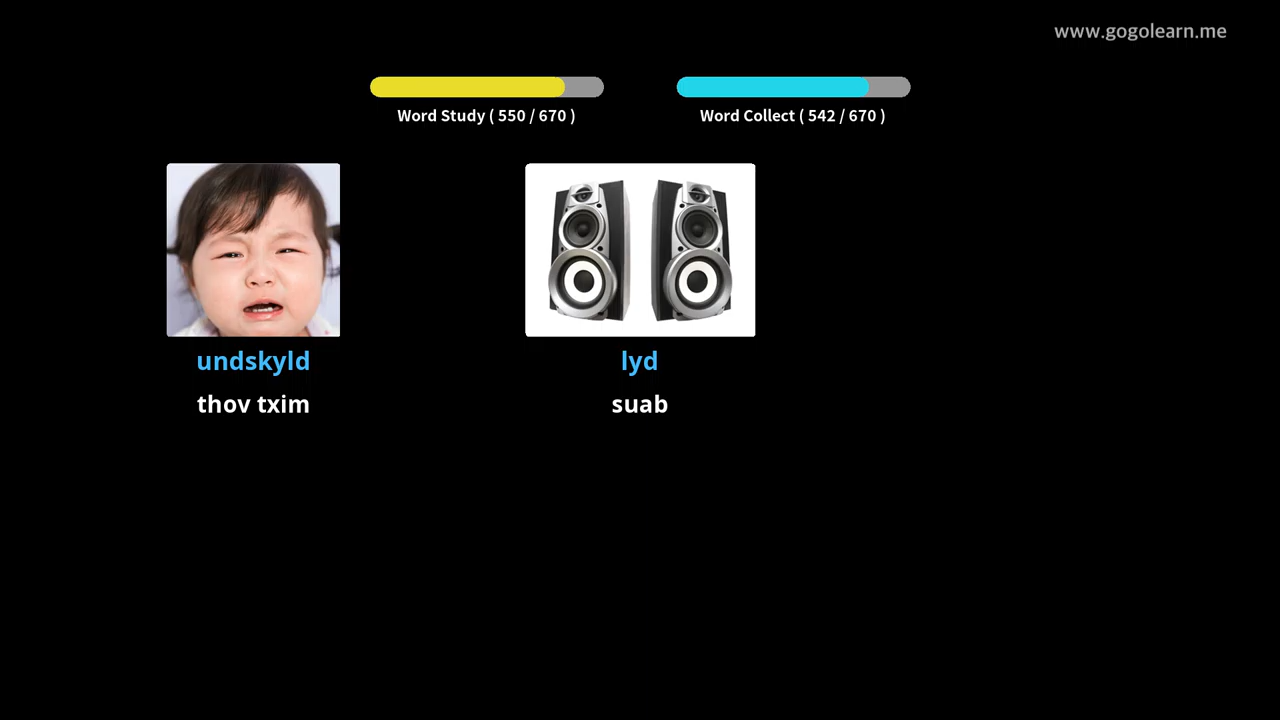 www.gogolearn.me
Word Study ( 550 / 670 )
Word Collect ( 542 / 670 )
undskyld
thov txim
lyd
suab